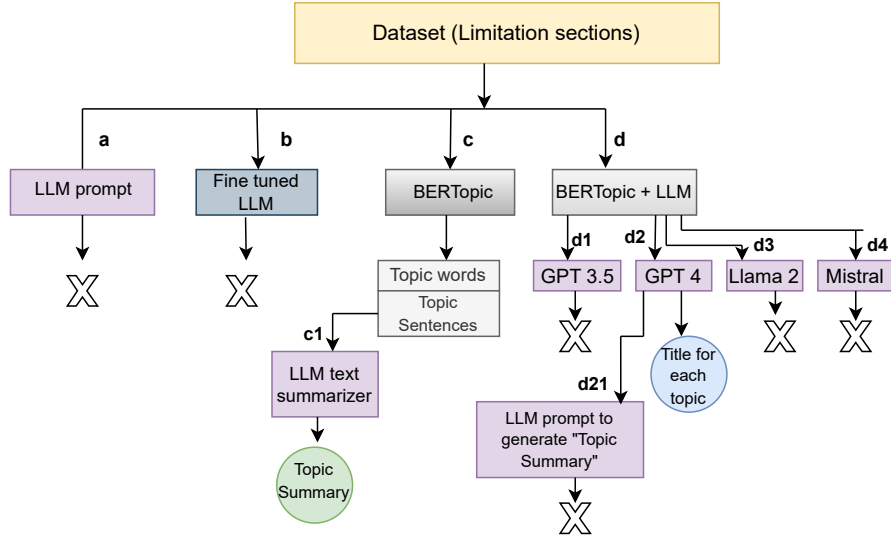 Dataset (Limitation sections)
a
b
c
d
LLM prompt
Fine tuned
LLM
BERTopic
BERTopic + LLM
d1
d2
d3
d4
Topic words
Topic
Sentences
GPT 3.5
GPT 4
Llama 2
Mistral
X
X
c1
X
X
X
LLM text
summarizer
Title for
each
topic
d21
LLM prompt to
generate "Topic
Summary"
Topic
Summary
X